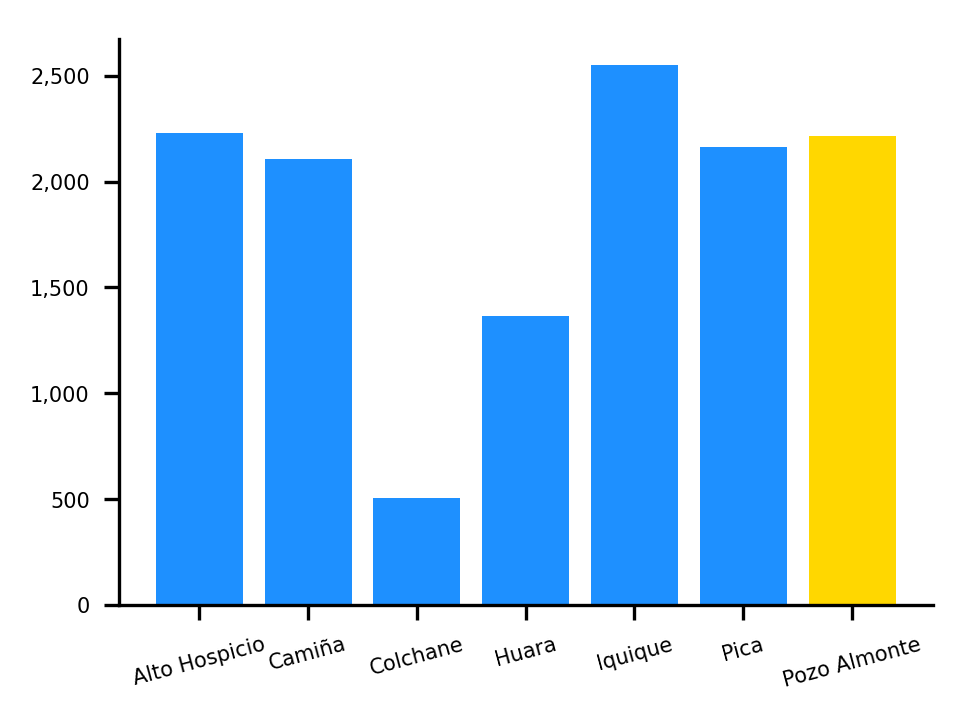 2,500
2,000
1,500
1,000
500
0
Alto Hospicio
Camiña
Colchane
Huara
Iquique
Pica
Pozo Almonte